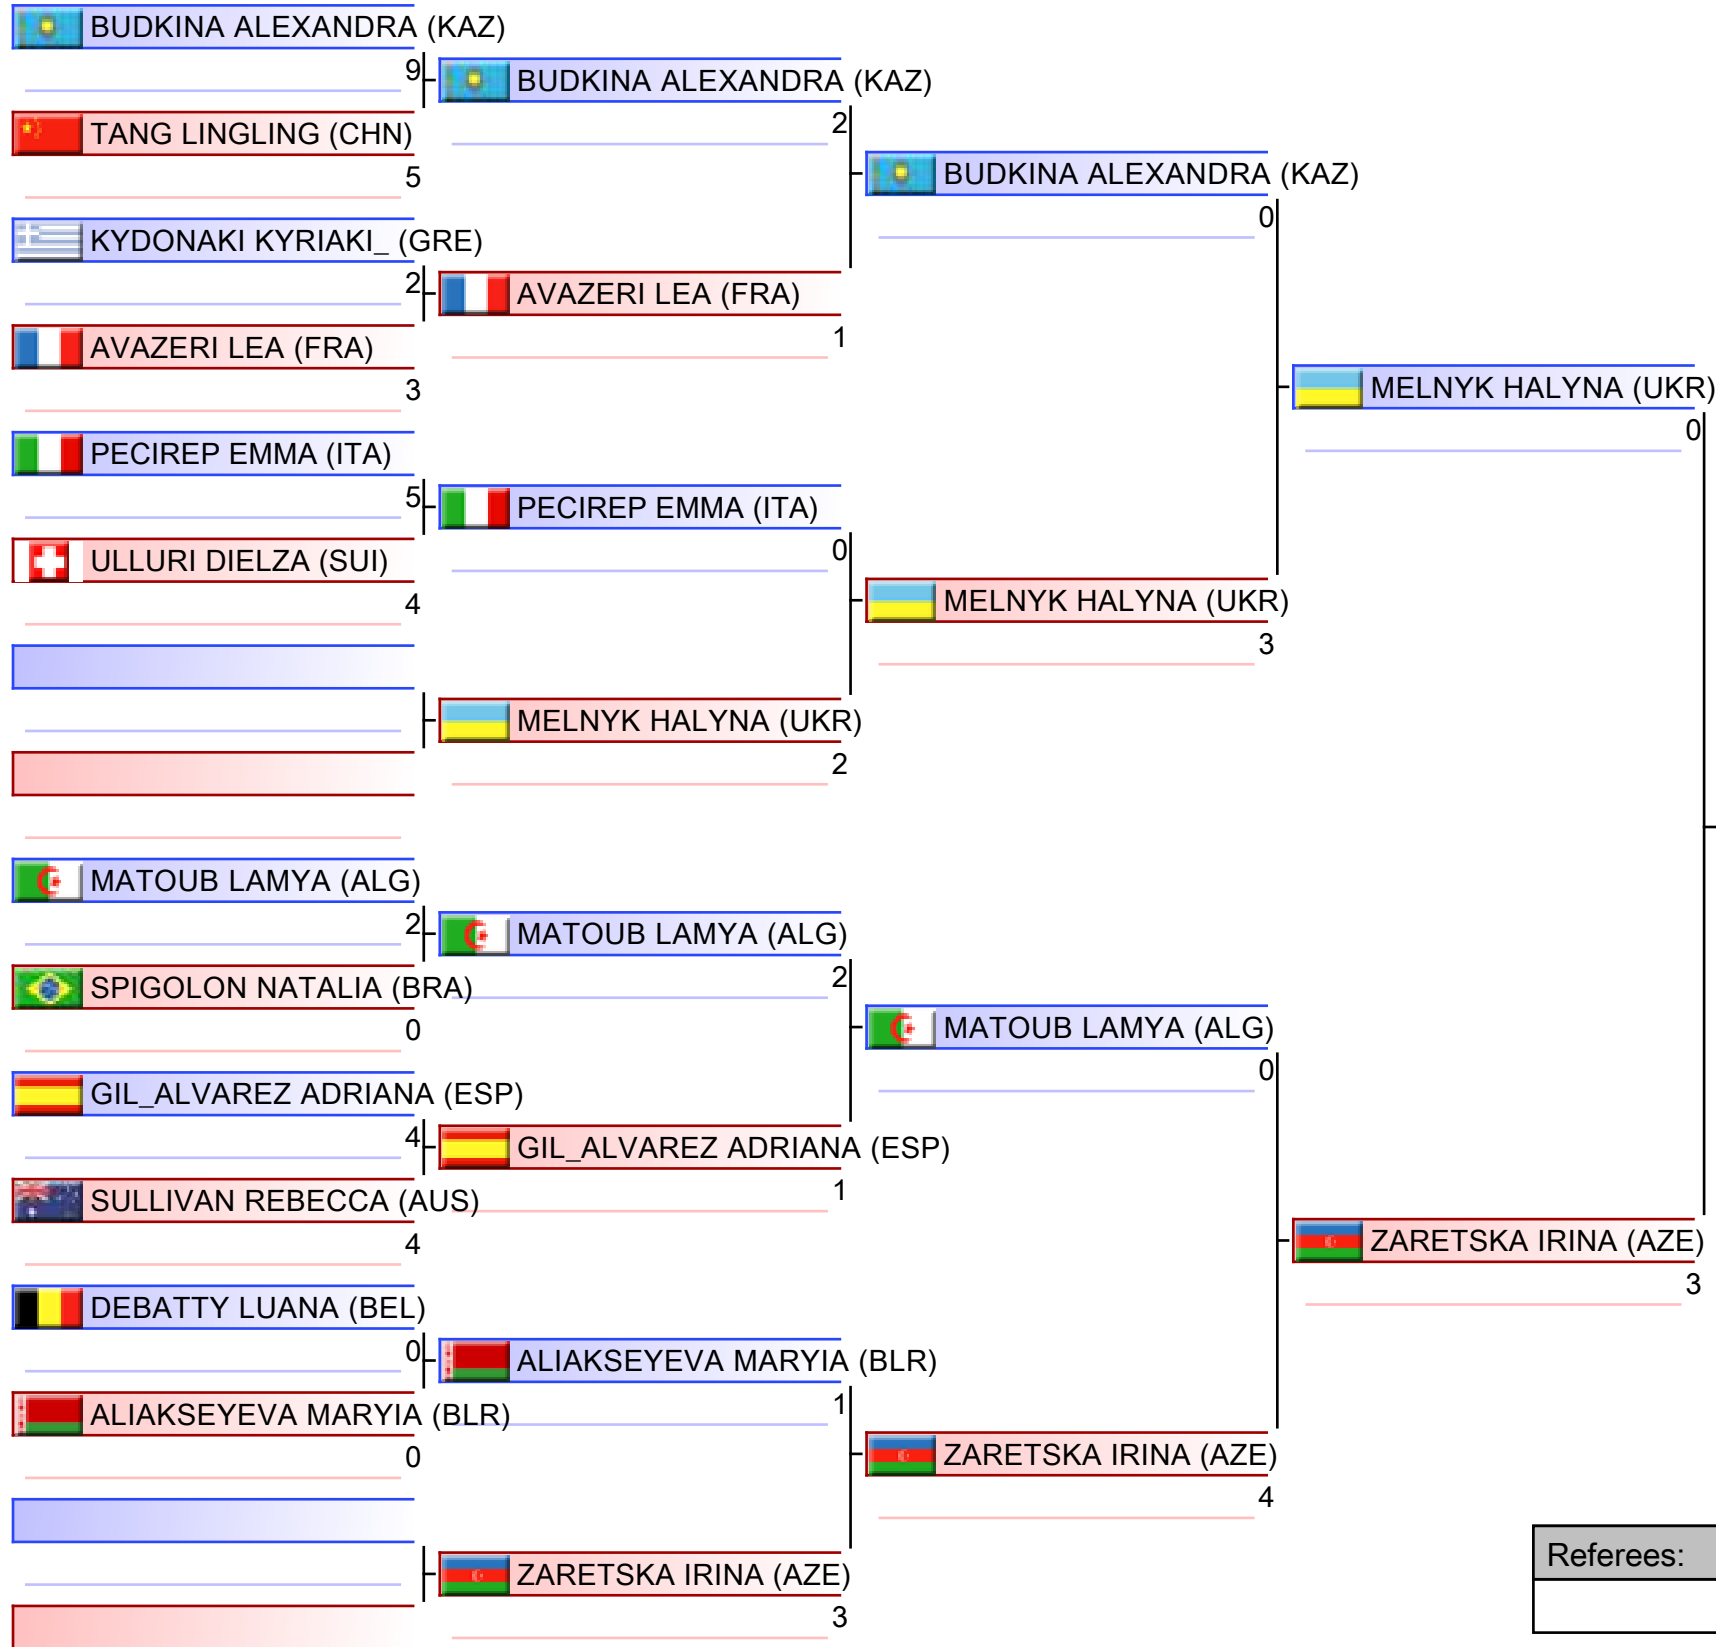 BUDKINA ALEXANDRA (KAZ)
9
TANG LINGLING (CHN)
5
KYDONAKI KYRIAKI_ (GRE)
2
AVAZERI LEA (FRA)
3
PECIREP EMMA (ITA)
5
ULLURI DIELZA (SUI)
4
MATOUB LAMYA (ALG)
2
SPIGOLON NATALIA (BRA)
0
GIL_ALVAREZ ADRIANA (ESP)
4
SULLIVAN REBECCA (AUS)
4
DEBATTY LUANA (BEL)
0
ALIAKSEYEVA MARYIA (BLR)
0
BUDKINA ALEXANDRA (KAZ)
2
AVAZERI LEA (FRA)
1
PECIREP EMMA (ITA)
0
MELNYK HALYNA (UKR)
2
MATOUB LAMYA (ALG)
2
GIL_ALVAREZ ADRIANA (ESP)
1
ALIAKSEYEVA MARYIA (BLR)
1
ZARETSKA IRINA (AZE)
3
BUDKINA ALEXANDRA (KAZ)
0
MELNYK HALYNA (UKR)
3
MATOUB LAMYA (ALG)
0
ZARETSKA IRINA (AZE)
4
MELNYK HALYNA (UKR)
0
ZARETSKA IRINA (AZE)
3
Referees: